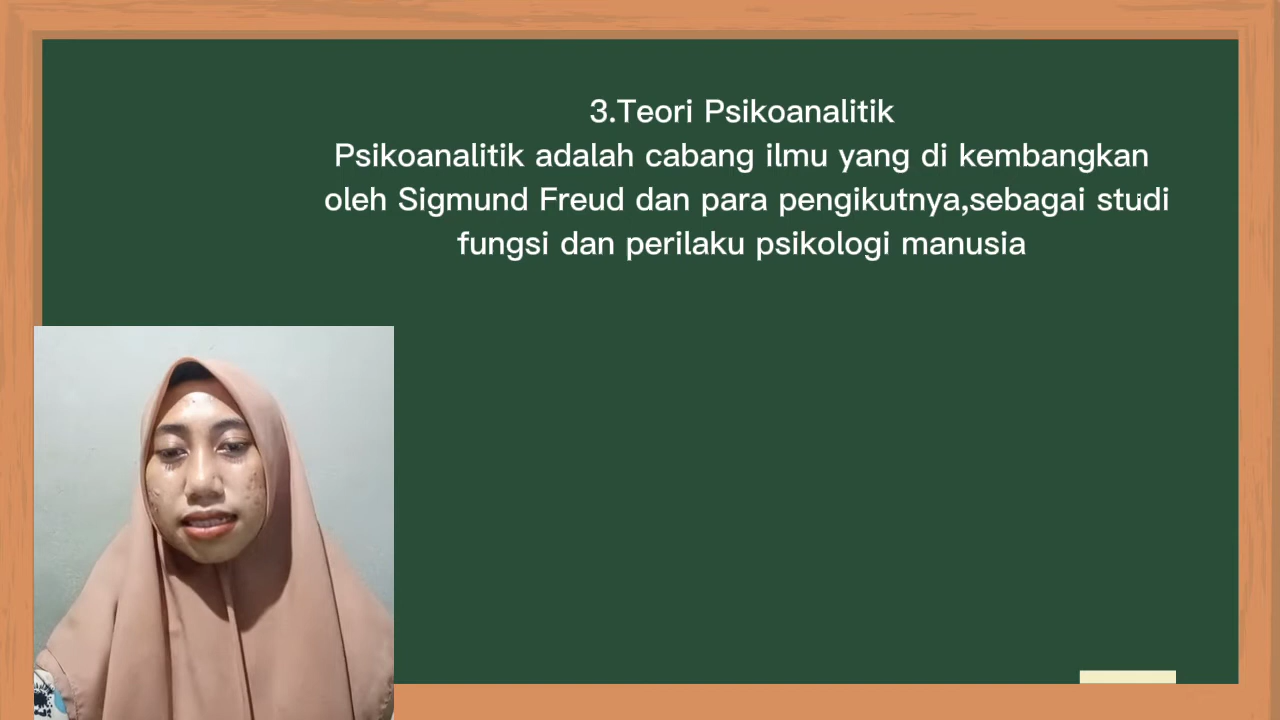 3.Teori Psikoanalitik
Psikoanalitik adalah cabang ilmu yang di kembangkan
oleh Sigmund Freud dan para pengikutnya,sebagai studi
fungsi dan perilaku psikologi manusia